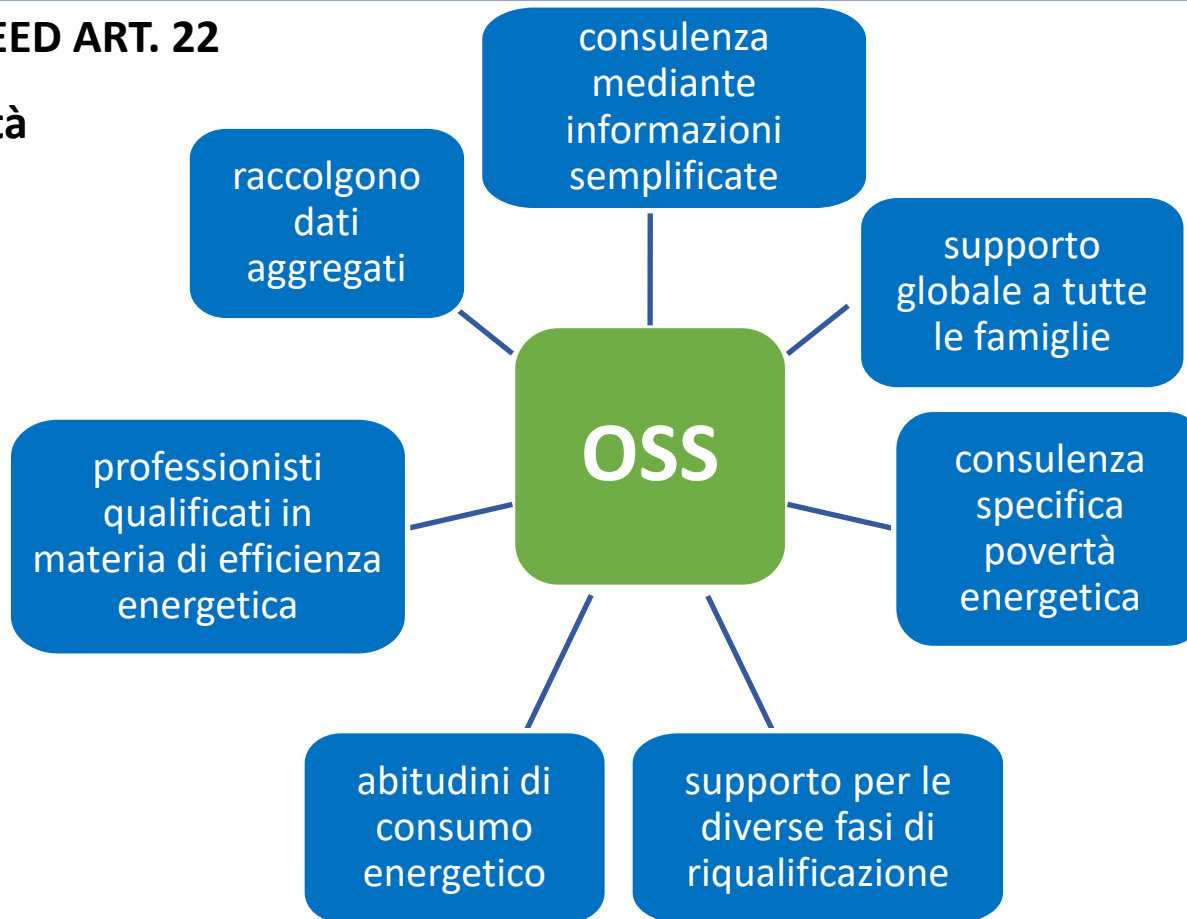 EED ART. 22
tà
consulenza
mediante
informazioni
semplificate
raccolgono
dati
aggregati
supporto
globale a tutte
le famiglie
OSS
professionisti
qualificati in
materia di efficienza
energetica
consulenza
specifica
povertà
energetica
abitudini di
consumo
energetico
supporto per le
diverse fasi di
riqualificazione